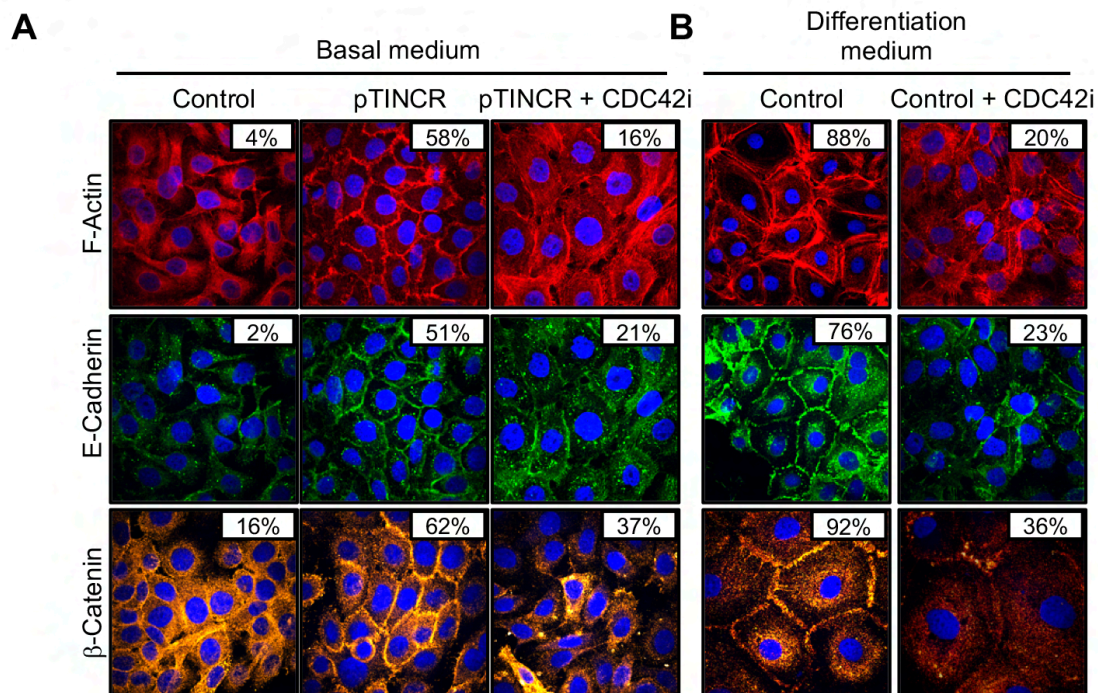 A
Basal medium
Control
pTINCR
pTINCR + CDC42i
B
Differentiation
medium
Control
Control + CDC42i
F-Actin
4%
58%
16%
88%
20%
E-Cadherin
2%
51%
21%
76%
23%
β-Catenin
16%
62%
37%
92%
36%